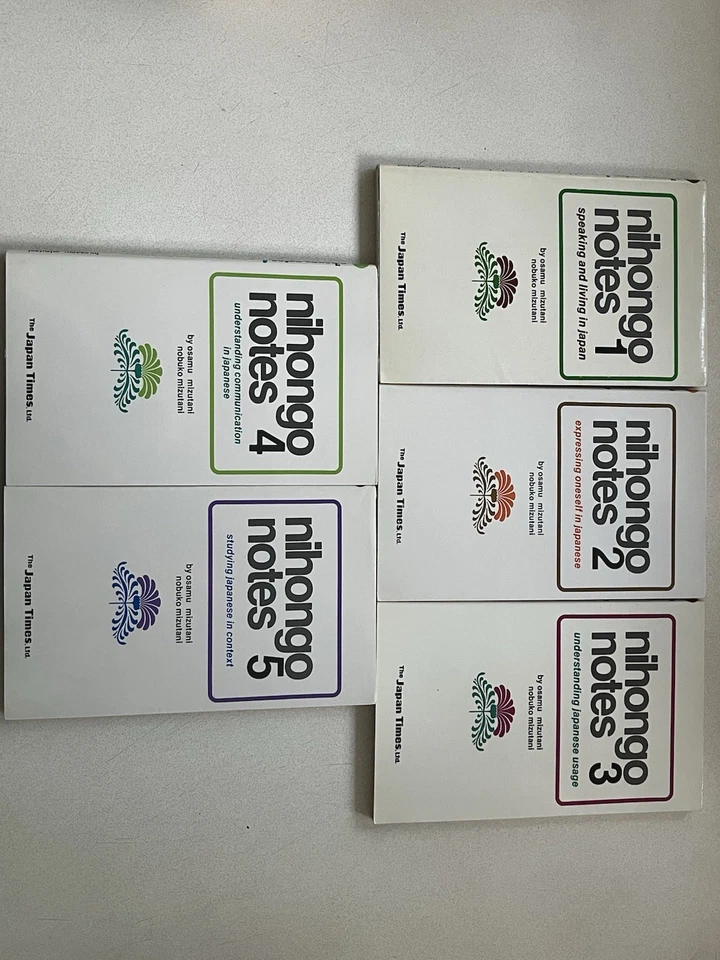 nihongo
notes 1
speaking and living in japan
by osamu mizutani
nobuko mizutani
The Japan Times, Ltd.
nihongo
notes 2
expressing oneself in japanese
by osamu mizutani
nobuko mizutani
The Japan Times, Ltd.
nihongo
notes 3
understanding japanese usage
by osamu mizutani
nobuko mizutani
The Japan Times, Ltd.
nihongo
notes 4
understanding communication
in japanese
by osamu mizutani
nobuko mizutani
The Japan Times, Ltd.
nihongo
notes 5
studying japanese in context
by osamu mizutani
nobuko mizutani
The Japan Times, Ltd.